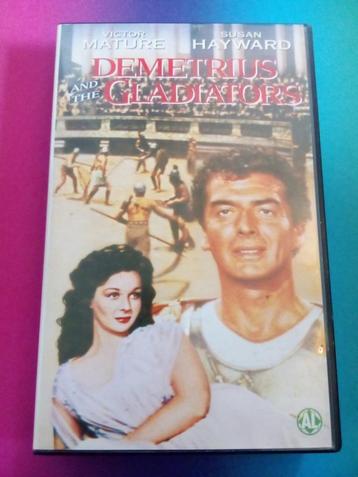 VICTOR SUSAN
MATURE HAYWARD
DEMETRIUS
AND THE GLADIATORS
AL